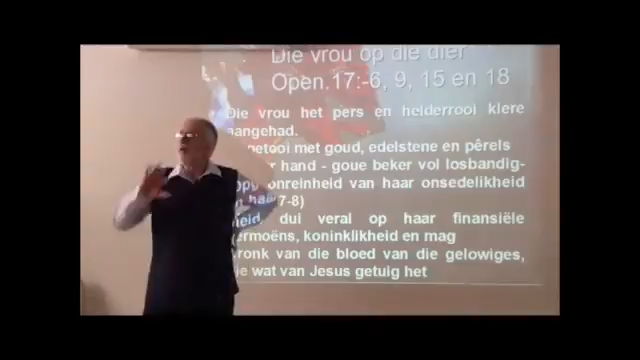 Die vrou op die dier
Open.17:-6, 9, 15 en 18
Die vrou het pers en helderrooi klere
aangehad.
getooi met goud, edelstene en pêrels
hand - goue beker vol losbandig-
onreinheid van haar onsedelikheid
7-8)
dui veral op haar finansiële
koninklikheid en mag
van die bloed van die gelowiges,
wat van Jesus getuig het